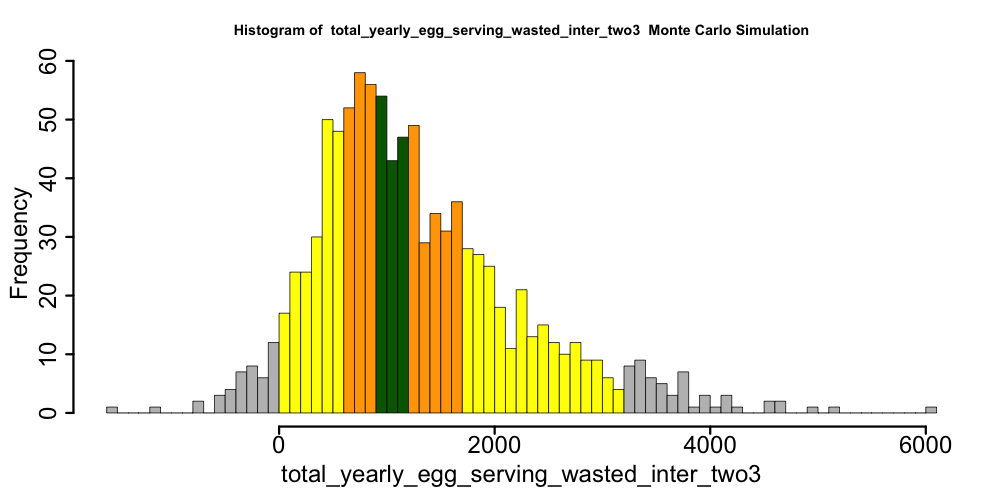 Histogram of  total_yearly_egg_serving_wasted_inter_two3  Monte Carlo Simulation
60
50
40
30
20
10
0
Frequency
0 2000 4000 6000
total_yearly_egg_serving_wasted_inter_two3